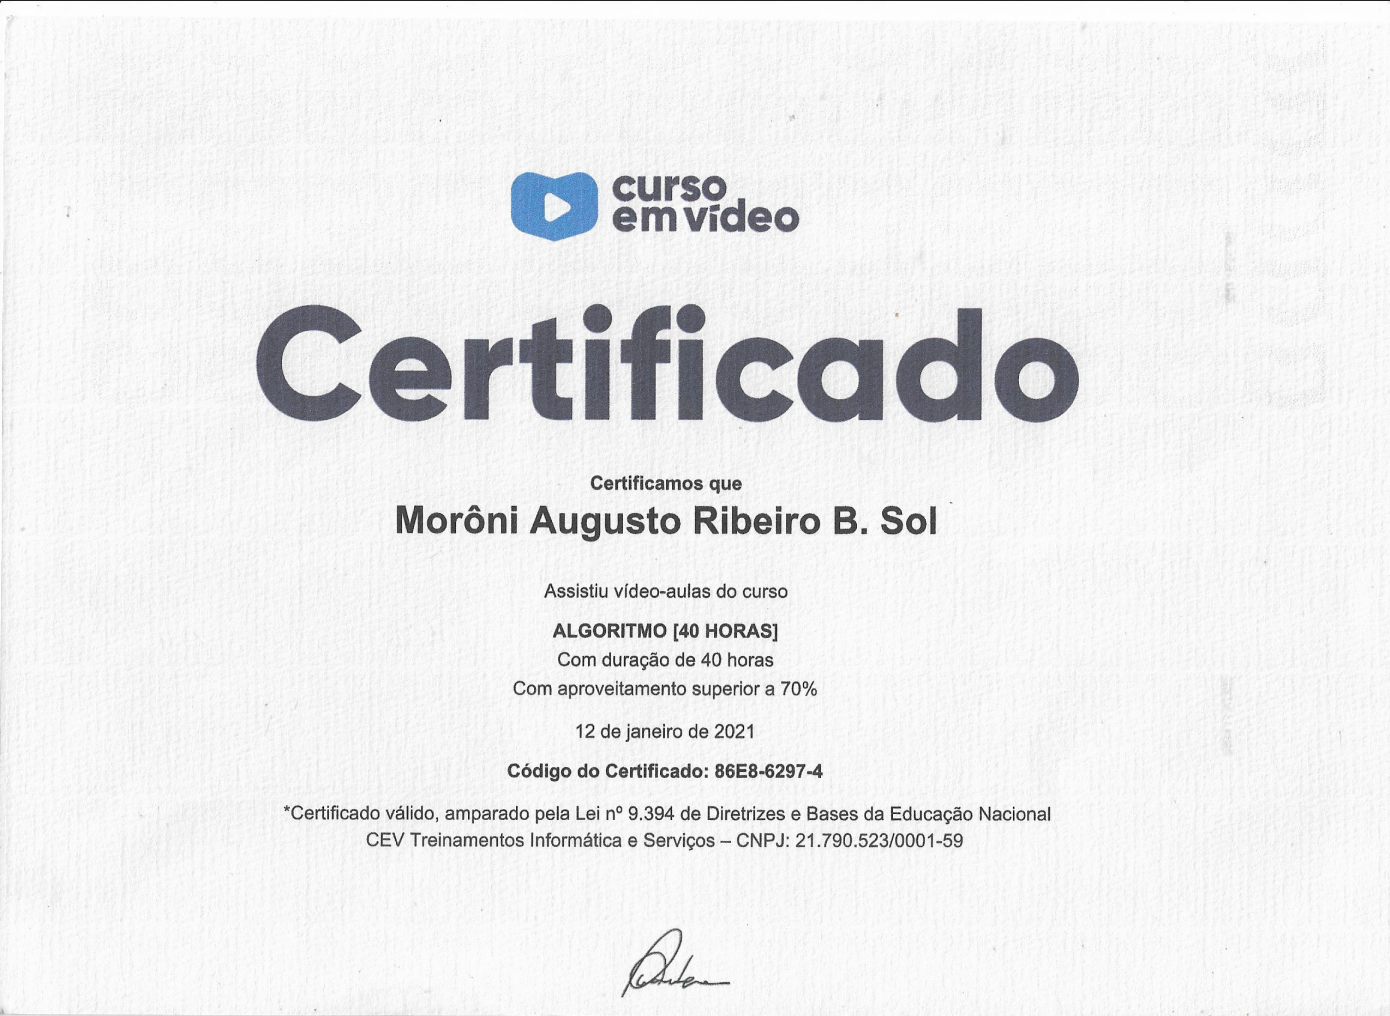 curso
em vídeo
Certificado
Certificamos que
Morôni Augusto Ribeiro B. Sol
Assistiu vídeo-aulas do curso
ALGORITMO [40 HORAS]
Com duração de 40 horas
Com aproveitamento superior a 70%
12 de janeiro de 2021
Código do Certificado: 86E8-6297-4
*Certificado válido, amparado pela Lei nº 9.394 de Diretrizes e Bases da Educação Nacional
CEV Treinamentos Informática e Serviços – CNPJ: 21.790.523/0001-59